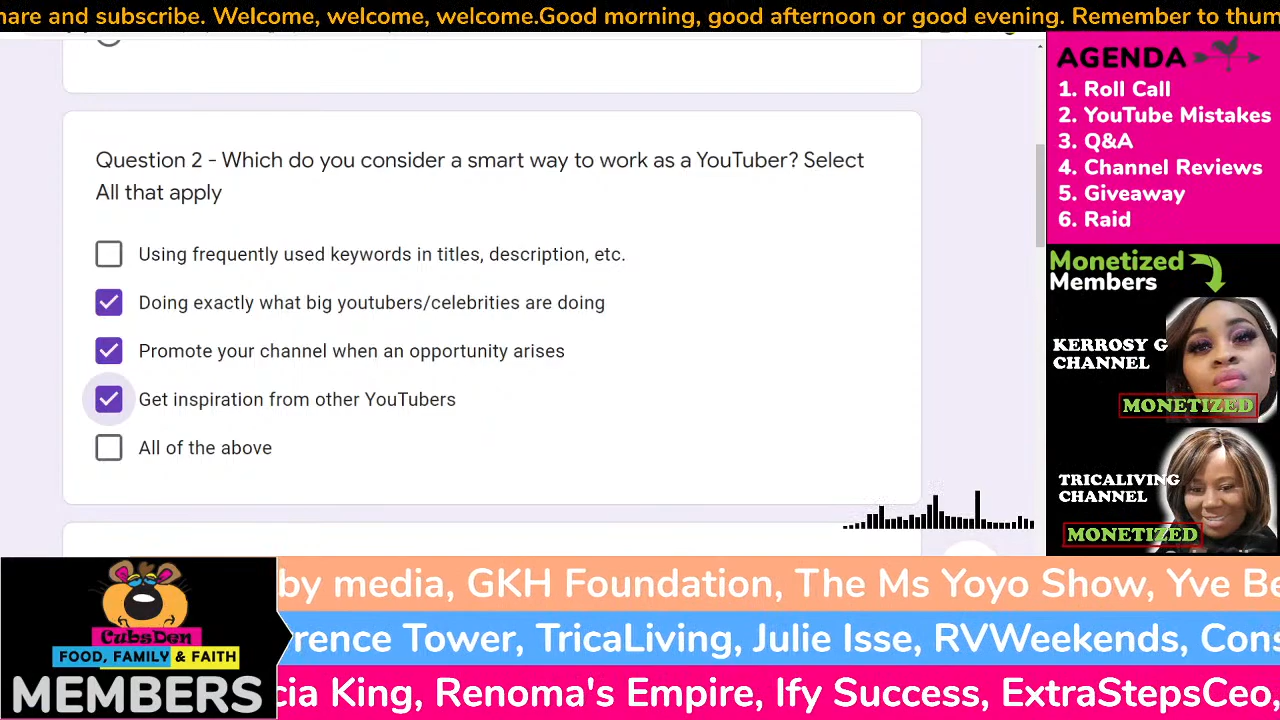 hare and subscribe. Welcome, welcome, welcome.Good morning, good afternoon or good evening. Remember to thum
Question 2 - Which do you consider a smart way to work as a YouTuber? Select
All that apply
Using frequently used keywords in titles, description, etc.
Doing exactly what big youtubers/celebrities are doing
Promote your channel when an opportunity arises
Get inspiration from other YouTubers
All of the above
AGENDA
1. Roll Call
2. YouTube Mistakes
3. Q&A
4. Channel Reviews
5. Giveaway
6. Raid
Monetized
Members
KERROSY G
CHANNEL
MONETIZED
TRICALIVING
CHANNEL
MONETIZED
CubsDen
FOOD, FAMILY & FAITH
MEMBERS
by media, GKH Foundation, The Ms Yoyo Show, Yve Be
rence Tower, TricaLiving, Julie Isse, RVWeekends, Cons
cia King, Renoma's Empire, Ify Success, ExtraStepsCeo,